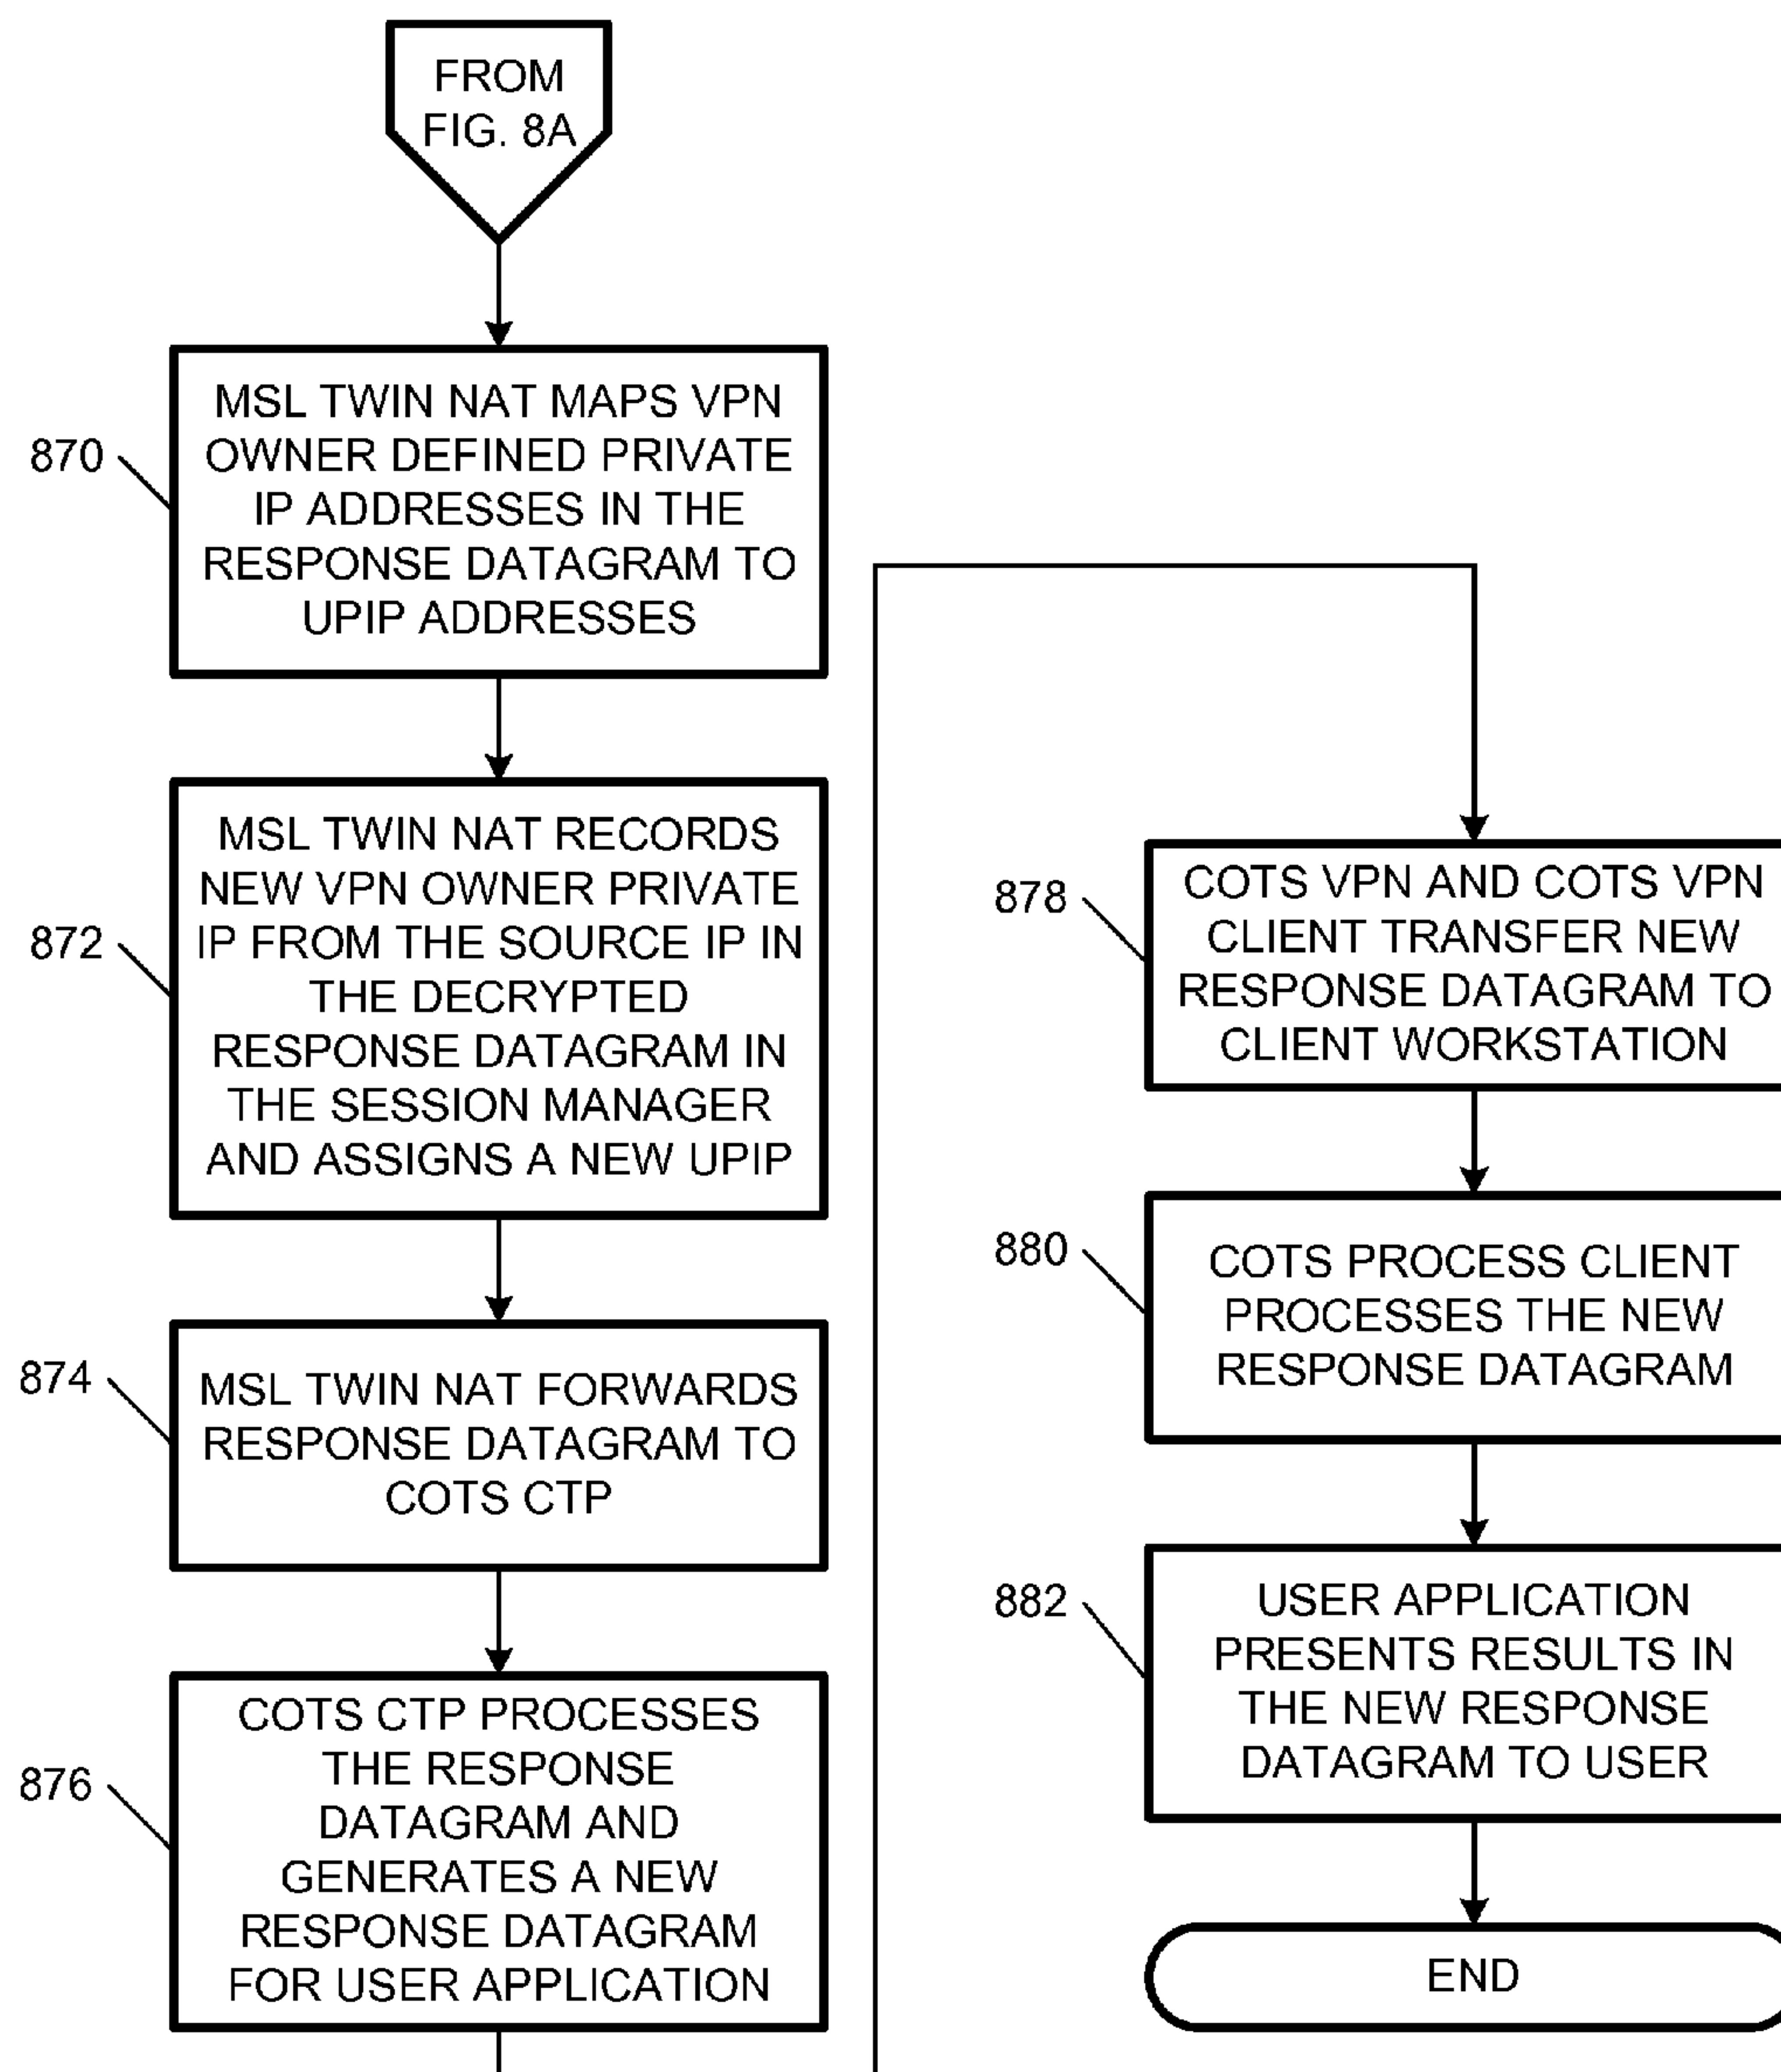 FROM
FIG. 8A
870
MSL TWIN NAT MAPS VPN
OWNER DEFINED PRIVATE
IP ADDRESSES IN THE
RESPONSE DATAGRAM TO
UPIP ADDRESSES
872
MSL TWIN NAT RECORDS
NEW VPN OWNER PRIVATE
IP FROM THE SOURCE IP IN
THE DECRYPTED
RESPONSE DATAGRAM IN
THE SESSION MANAGER
AND ASSIGNS A NEW UPIP
874
MSL TWIN NAT FORWARDS
RESPONSE DATAGRAM TO
COTS CTP
876
COTS CTP PROCESSES
THE RESPONSE
DATAGRAM AND
GENERATES A NEW
RESPONSE DATAGRAM
FOR USER APPLICATION
878
COTS VPN AND COTS VPN
CLIENT TRANSFER NEW
RESPONSE DATAGRAM TO
CLIENT WORKSTATION
880
COTS PROCESS CLIENT
PROCESSES THE NEW
RESPONSE DATAGRAM
882
USER APPLICATION
PRESENTS RESULTS IN
THE NEW RESPONSE
DATAGRAM TO USER
END